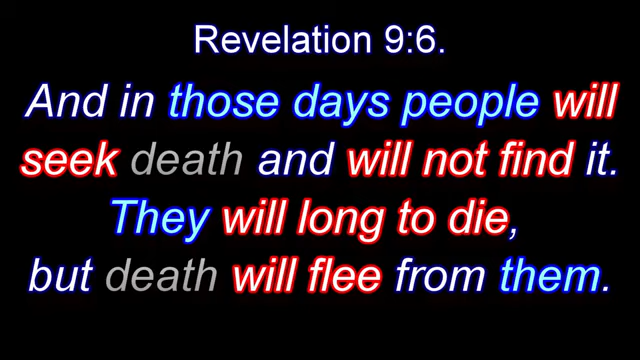 Revelation 9:6.
And in those days people will
seek death and will not find it.
They will long to die,
but death will flee from them.